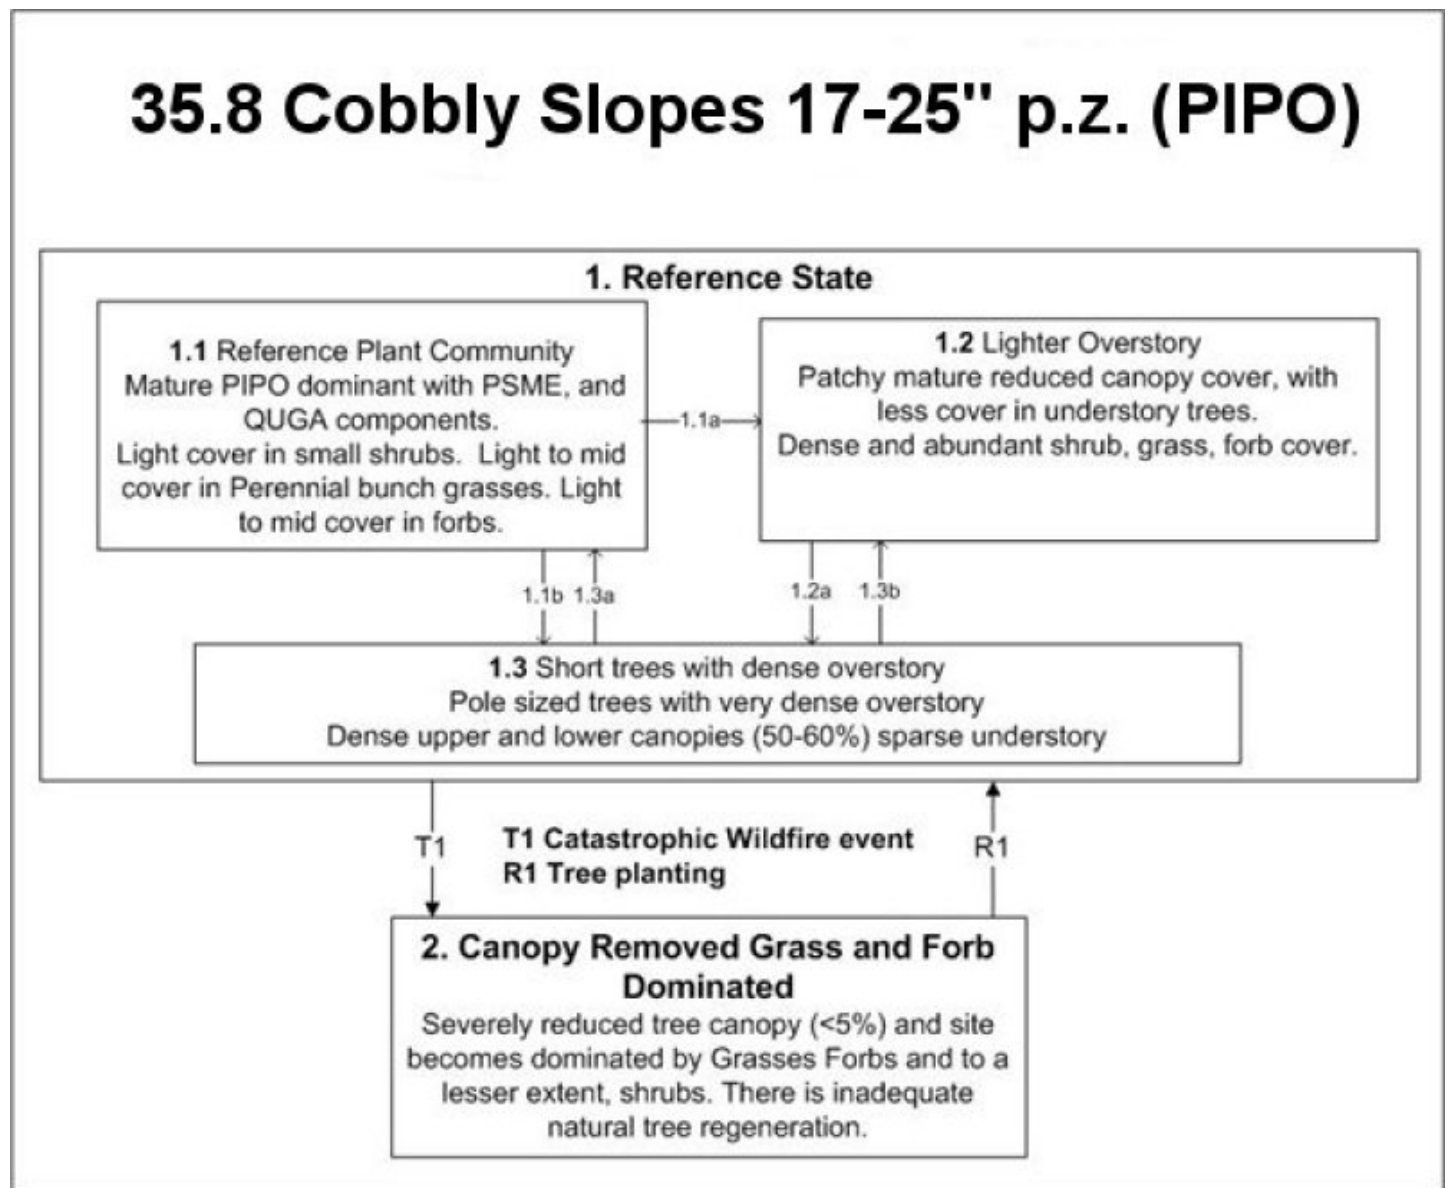 35.8 Cobbly Slopes 17-25" p.z. (PIPO)
1. Reference State
1.1 Reference Plant Community
Mature PIPO dominant with PSME, and
QUGA components.
Light cover in small shrubs. Light to mid
cover in Perennial bunch grasses. Light
to mid cover in forbs.
1.1a
1.2 Lighter Overstory
Patchy mature reduced canopy cover, with
less cover in understory trees.
Dense and abundant shrub, grass, forb cover.
1.1b 1.3a
1.2a 1.3b
1.3 Short trees with dense overstory
Pole sized trees with very dense overstory
Dense upper and lower canopies (50-60%) sparse understory
T1
T1 Catastrophic Wildfire event
R1 Tree planting
R1
2. Canopy Removed Grass and Forb
Dominated
Severely reduced tree canopy (<5%) and site
becomes dominated by Grasses Forbs and to a
lesser extent, shrubs. There is inadequate
natural tree regeneration.